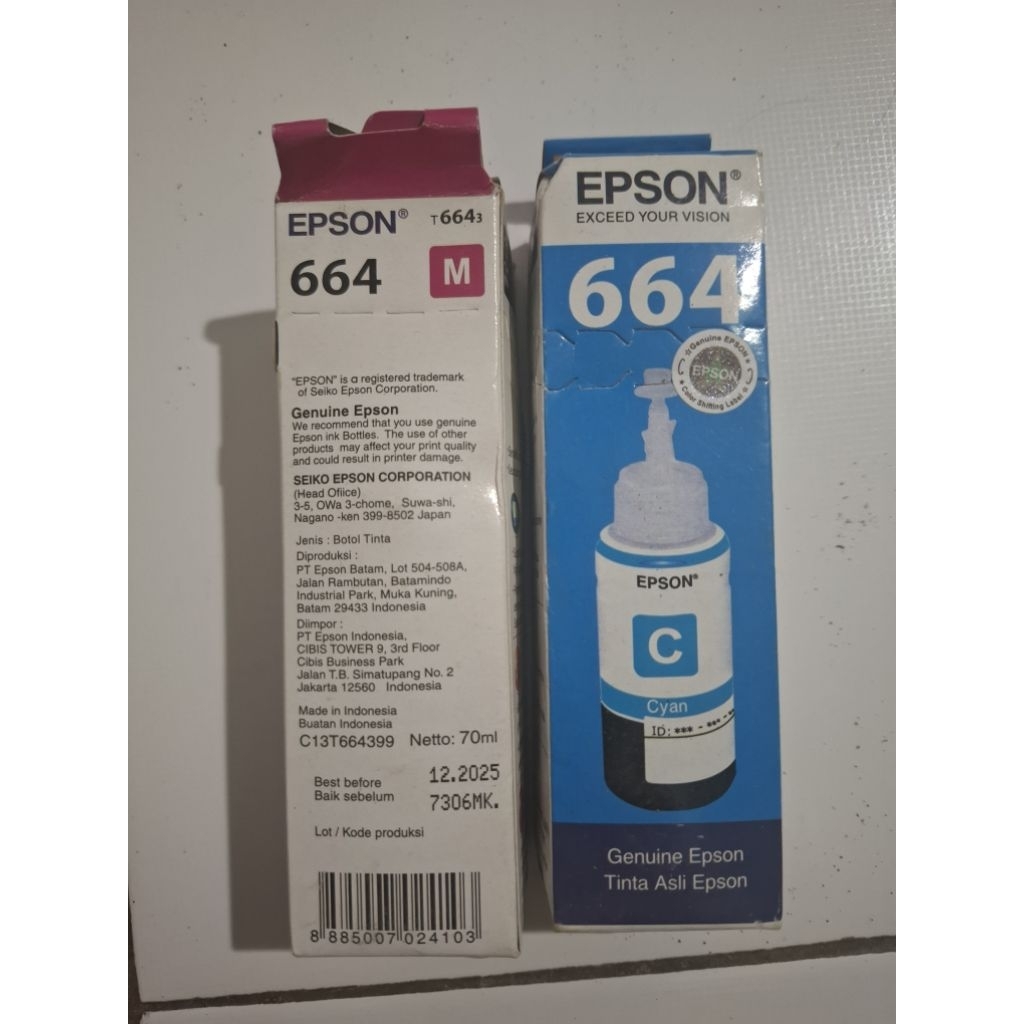 EPSON® T6643
664 M
"EPSON" is a registered trademark
of Seiko Epson Corporation.
Genuine Epson
We recommend that you use genuine
Epson ink Bottles. The use of other
products may affect your print quality
and could result in printer damage.
SEIKO EPSON CORPORATION
(Head Ofiice)
3-5, OWa 3-chome, Suwa-shi,
Nagano -ken 399-8502 Japan
Jenis : Botol Tinta
Diproduksi :
PT Epson Batam, Lot 504-508A,
Jalan Rambutan, Batamindo
Industrial Park, Muka Kuning,
Batam 29433 Indonesia
Diimpor :
PT Epson Indonesia,
CIBIS TOWER 9, 3rd Floor
Cibis Business Park
Jalan T.B. Simatupang No. 2
Jakarta 12560 Indonesia
Made in Indonesia
Buatan Indonesia
C13T664399 Netto: 70ml
Best before 12.2025
Baik sebelum 7306MK.
Lot / Kode produksi
8 885007 024103
EPSON®
EXCEED YOUR VISION
664
Genuine EPSON
EPSON
Color Shifting Label
EPSON®
C
Cyan
ID: *** - *** - **
Genuine Epson
Tinta Asli Epson